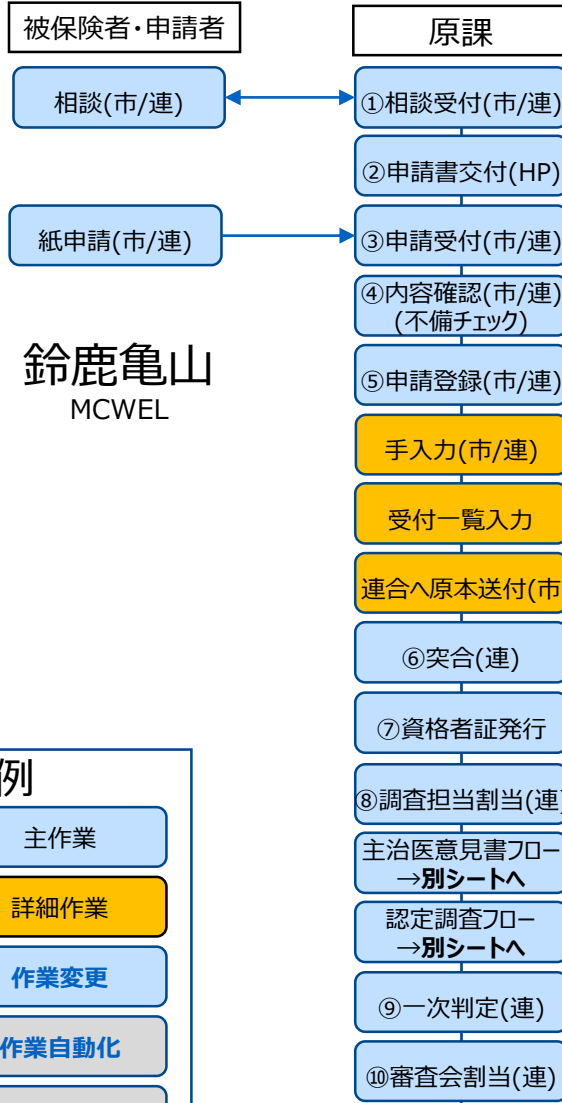 被保険者・申請者
原課
相談(市/連)
①相談受付(市/連)
②申請書交付(HP)
紙申請(市/連)
③申請受付(市/連)
④内容確認(市/連)
(不備チェック)
鈴鹿亀山
MCWEL
⑤申請登録(市/連)
手入力(市/連)
受付一覧入力
連合へ原本送付(市
⑥突合(連)
⑦資格者証発行
⑧調査担当割当(連)
主治医意見書フロー
→別シートへ
認定調査フロー
→別シートへ
⑨一次判定(連)
⑩審査会割当(連)
例
主作業
詳細作業
作業変更
作業自動化